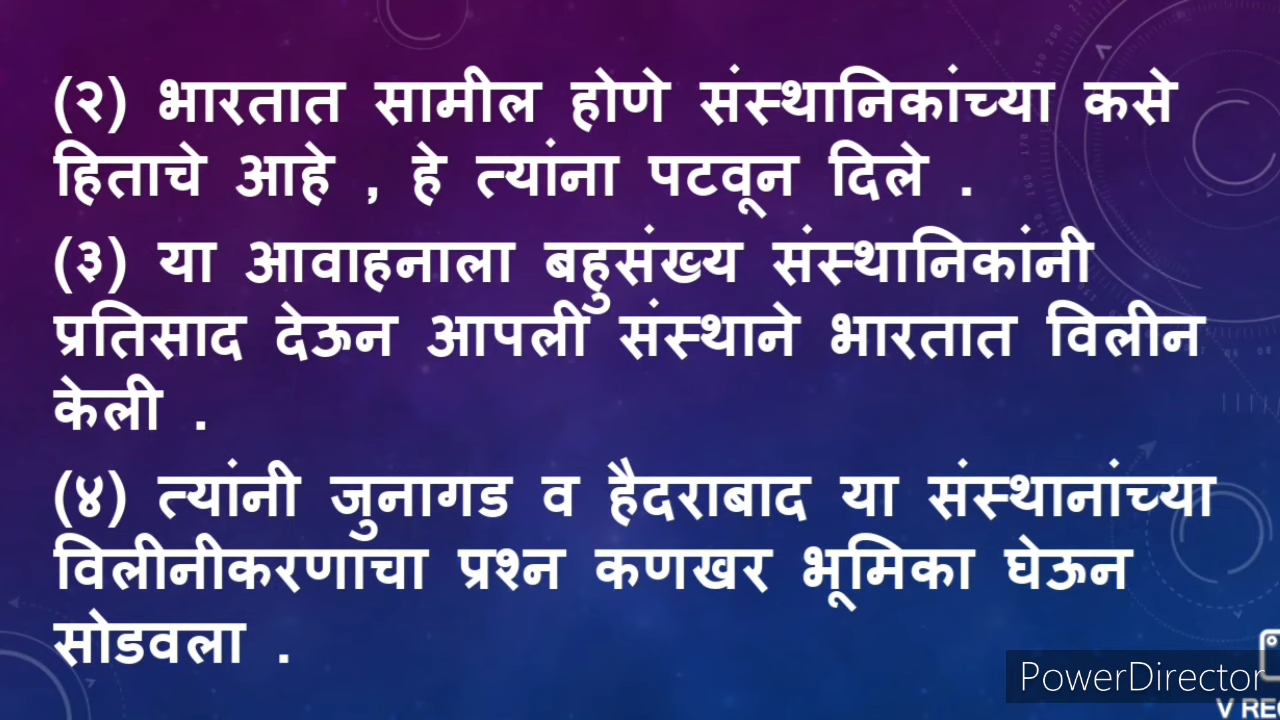 (२) भारतात सामील होणे संस्थानिकांच्या कसे
हिताचे आहे , हे त्यांना पटवून दिले .
(३) या आवाहनाला बहुसंख्य संस्थानिकांनी
प्रतिसाद देऊन आपली संस्थाने भारतात विलीन
केली .
(४) त्यांनी जुनागड व हैदराबाद या संस्थानांच्या
विलीनीकरणाचा प्रश्न कणखर भूमिका घेऊन
सोडवला .
PowerDirector